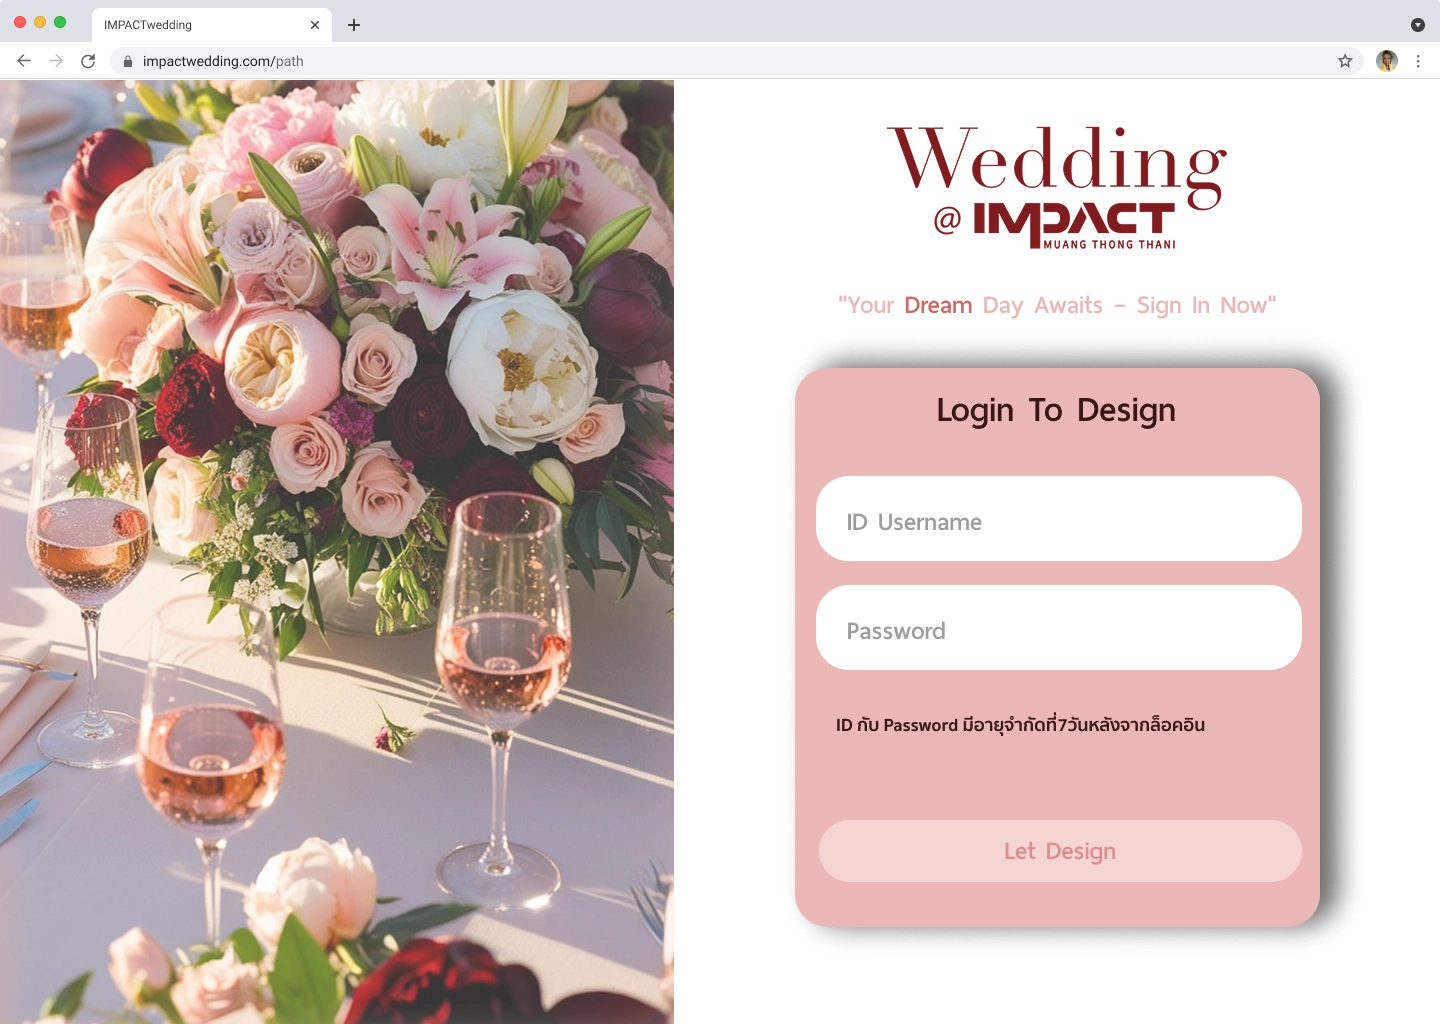 IMPACTwedding
impactwedding.com/path
Wedding
@ IMPACT
MUANG THONG THANI
"Your Dream Day Awaits - Sign In Now"
Login To Design
ID Username
Password
ID กับ Password มีอายุจำกัดที่7วันหลังจากล็อคอิน
Let Design